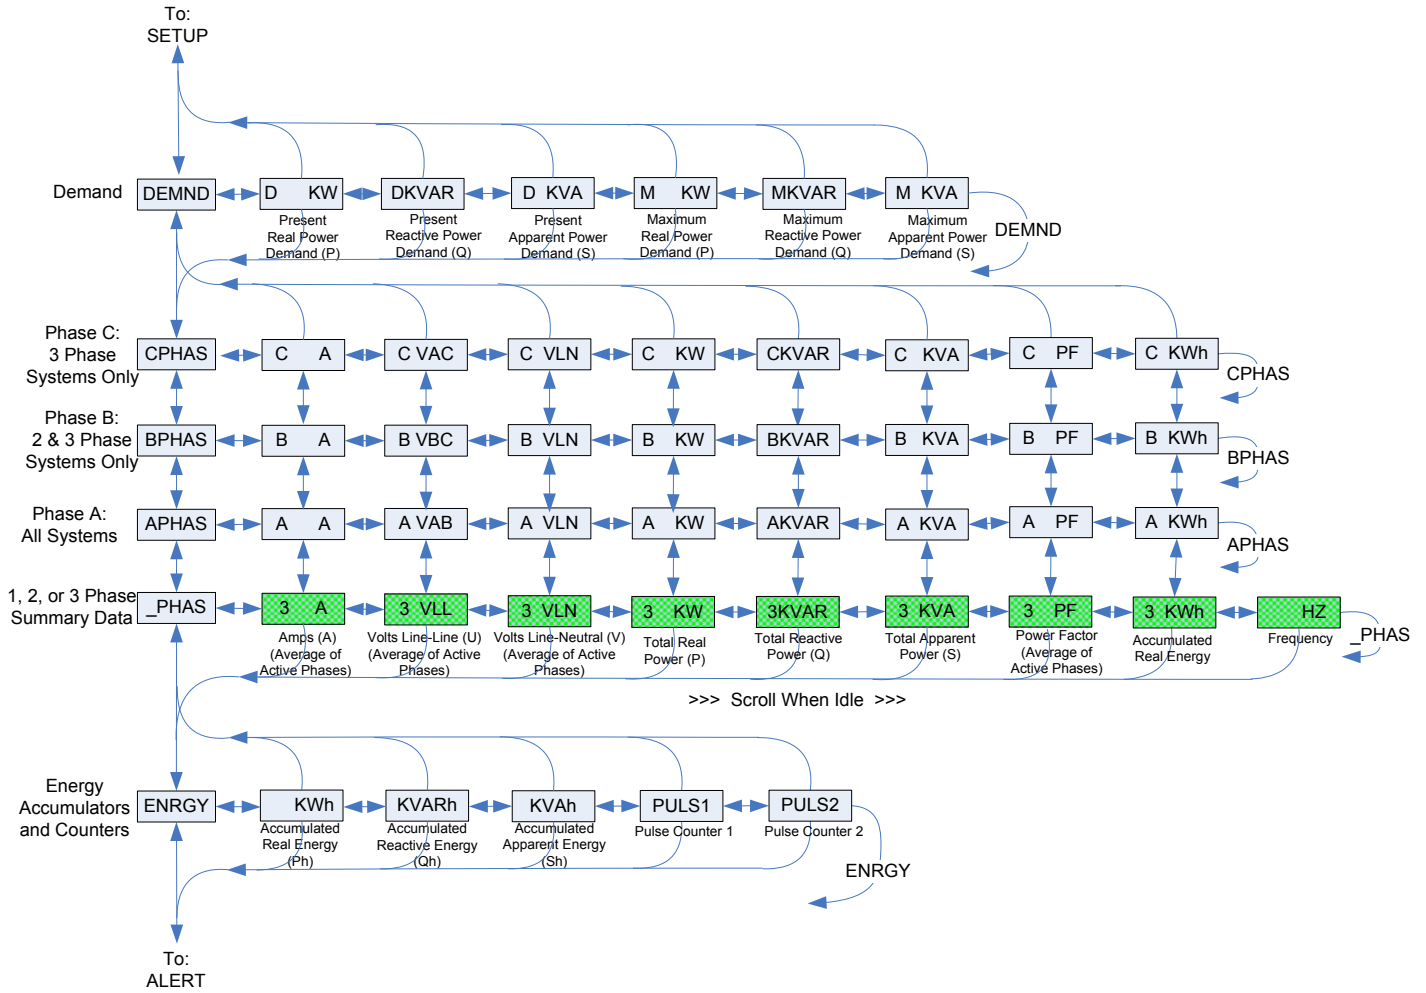 To:
SETUP
Demand
DEMND
D KW
DKVAR
D KVA
M KW
MKVAR
M KVA
DEMND
Present
Real Power
Demand (P)
Present
Reactive Power
Demand (Q)
Present
Apparent Power
Demand (S)
Maximum
Real Power
Demand (P)
Maximum
Reactive Power
Demand (Q)
Maximum
Apparent Power
Demand (S)
Phase C:
3 Phase
Systems Only
CPHAS
C A
C VAC
C VLN
C KW
CKVAR
C KVA
C PF
C KWh
CPHAS
Phase B:
2 & 3 Phase
Systems Only
BPHAS
B A
B VBC
B VLN
B KW
BKVAR
B KVA
B PF
B KWh
BPHAS
Phase A:
All Systems
APHAS
A A
A VAB
A VLN
A KW
AKVAR
A KVA
A PF
A KWh
APHAS
1, 2, or 3 Phase
Summary Data
_PHAS
3 A
3 VLL
3 VLN
3 KW
3KVAR
3 KVA
3 PF
3 KWh
HZ
_PHAS
Amps (A)
(Average of
Active Phases)
Volts Line-Line (U)
(Average of Active
Phases)
Volts Line-Neutral (V)
(Average of Active
Phases)
Total Real
Power (P)
Total Reactive
Power (Q)
Total Apparent
Power (S)
Power Factor
(Average of
Active Phases)
Accumulated
Real Energy
Frequency
>>> Scroll When Idle >>>
Energy
Accumulators
and Counters
ENRGY
KWh
KVARh
KVAh
PULS1
PULS2
ENRGY
Accumulated
Real Energy
(Ph)
Accumulated
Reactive Energy
(Qh)
Accumulated
Apparent Energy
(Sh)
Pulse Counter 1
Pulse Counter 2
To:
ALERT